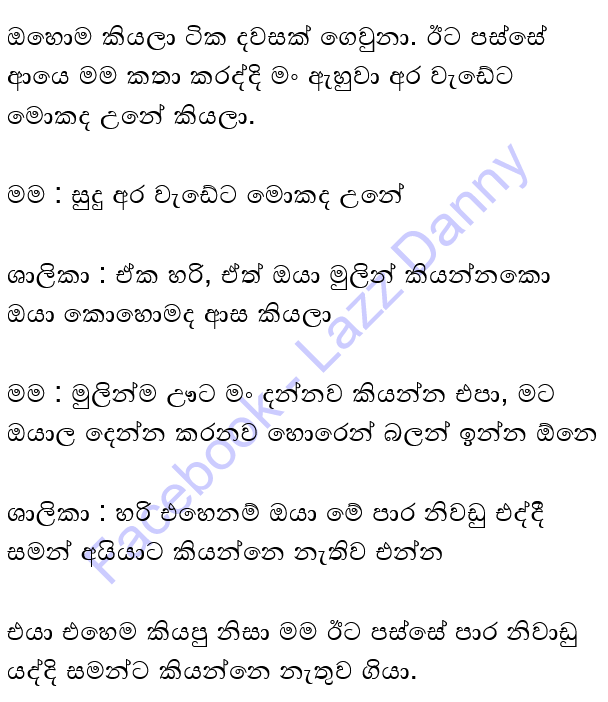 ඔහොම කියලා ටික දවසක් ගෙවුනා. ඊට පස්සේ
ආයෙ මම කතා කරද්දි මං ඇහුවා අර වැඩේට
මොකද උනේ කියලා.
මම : සුදු අර වැඩේට මොකද උනේ
ශාලිකා : ඒක හරි, ඒත් ඔයා මුලින් කියන්නකො
ඔයා කොහොමද ආස කියලා
මම : මුලින්ම ඌට මං දන්නව කියන්න එපා, මට
ඔයාල දෙන්න කරනව හොරෙන් බලන් ඉන්න ඕනෙ
ශාලිකා : හරි එහෙනම් ඔයා මේ පාර නිවඩු එද්දී
සමන් අයියාට කියන්නෙ නැතිව එන්න
එයා එහෙම කියපු නිසා මම ඊට පස්සේ පාර නිවාඩු
යද්දි සමන්ට කියන්නෙ නැතුව ගියා.
Facebook - Lazz Danny